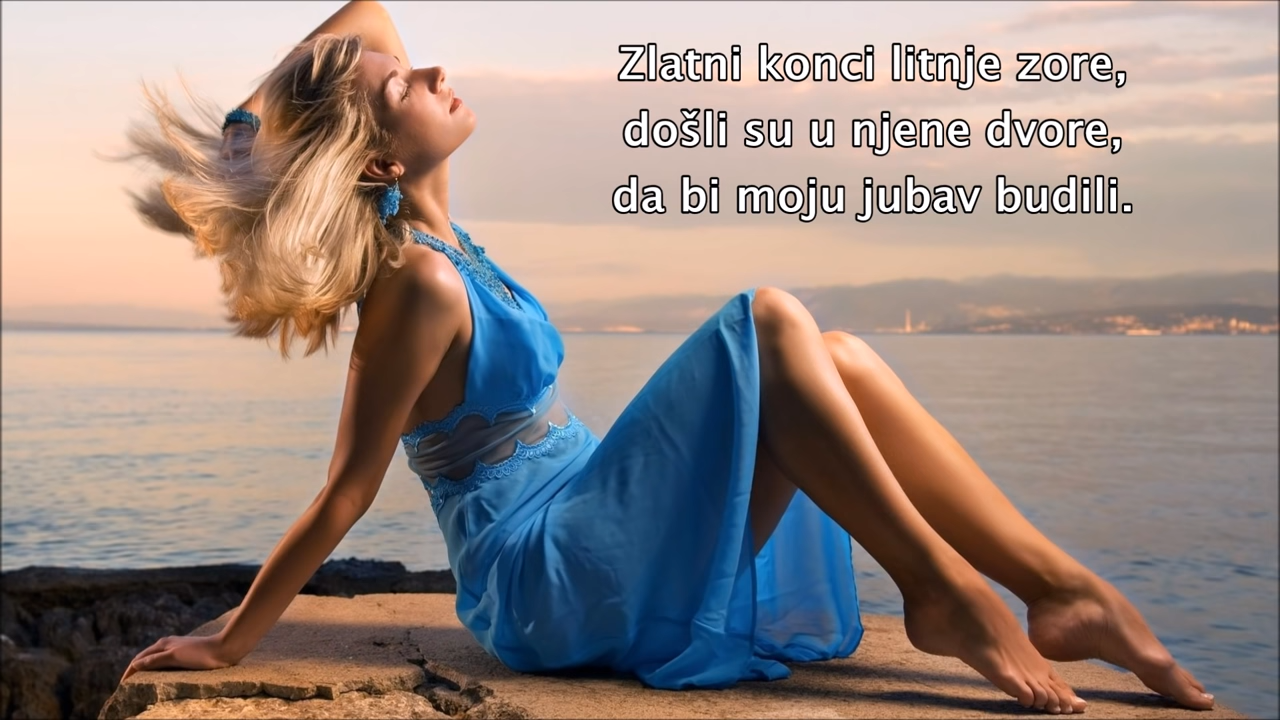 Zlatni konci litnje zore,
došli su u njene dvore,
da bi moju jubav budili.